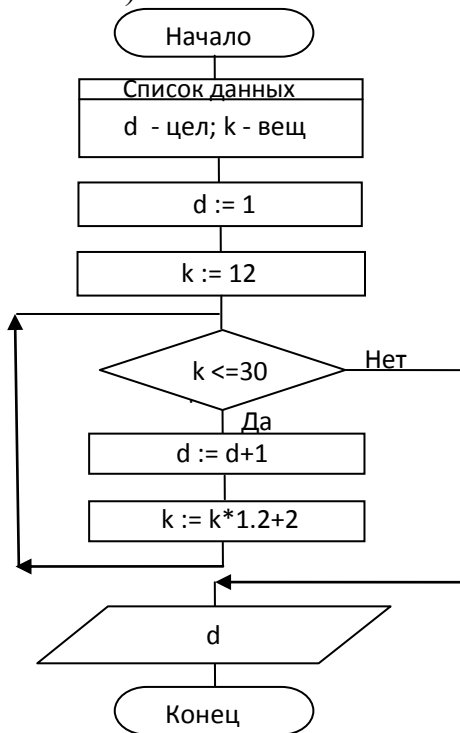 Начало
Список данных
d - цел; k - вещ
d := 1
k := 12
k <=30
Нет
Да
d := d+1
k := k*1.2+2
d
Конец